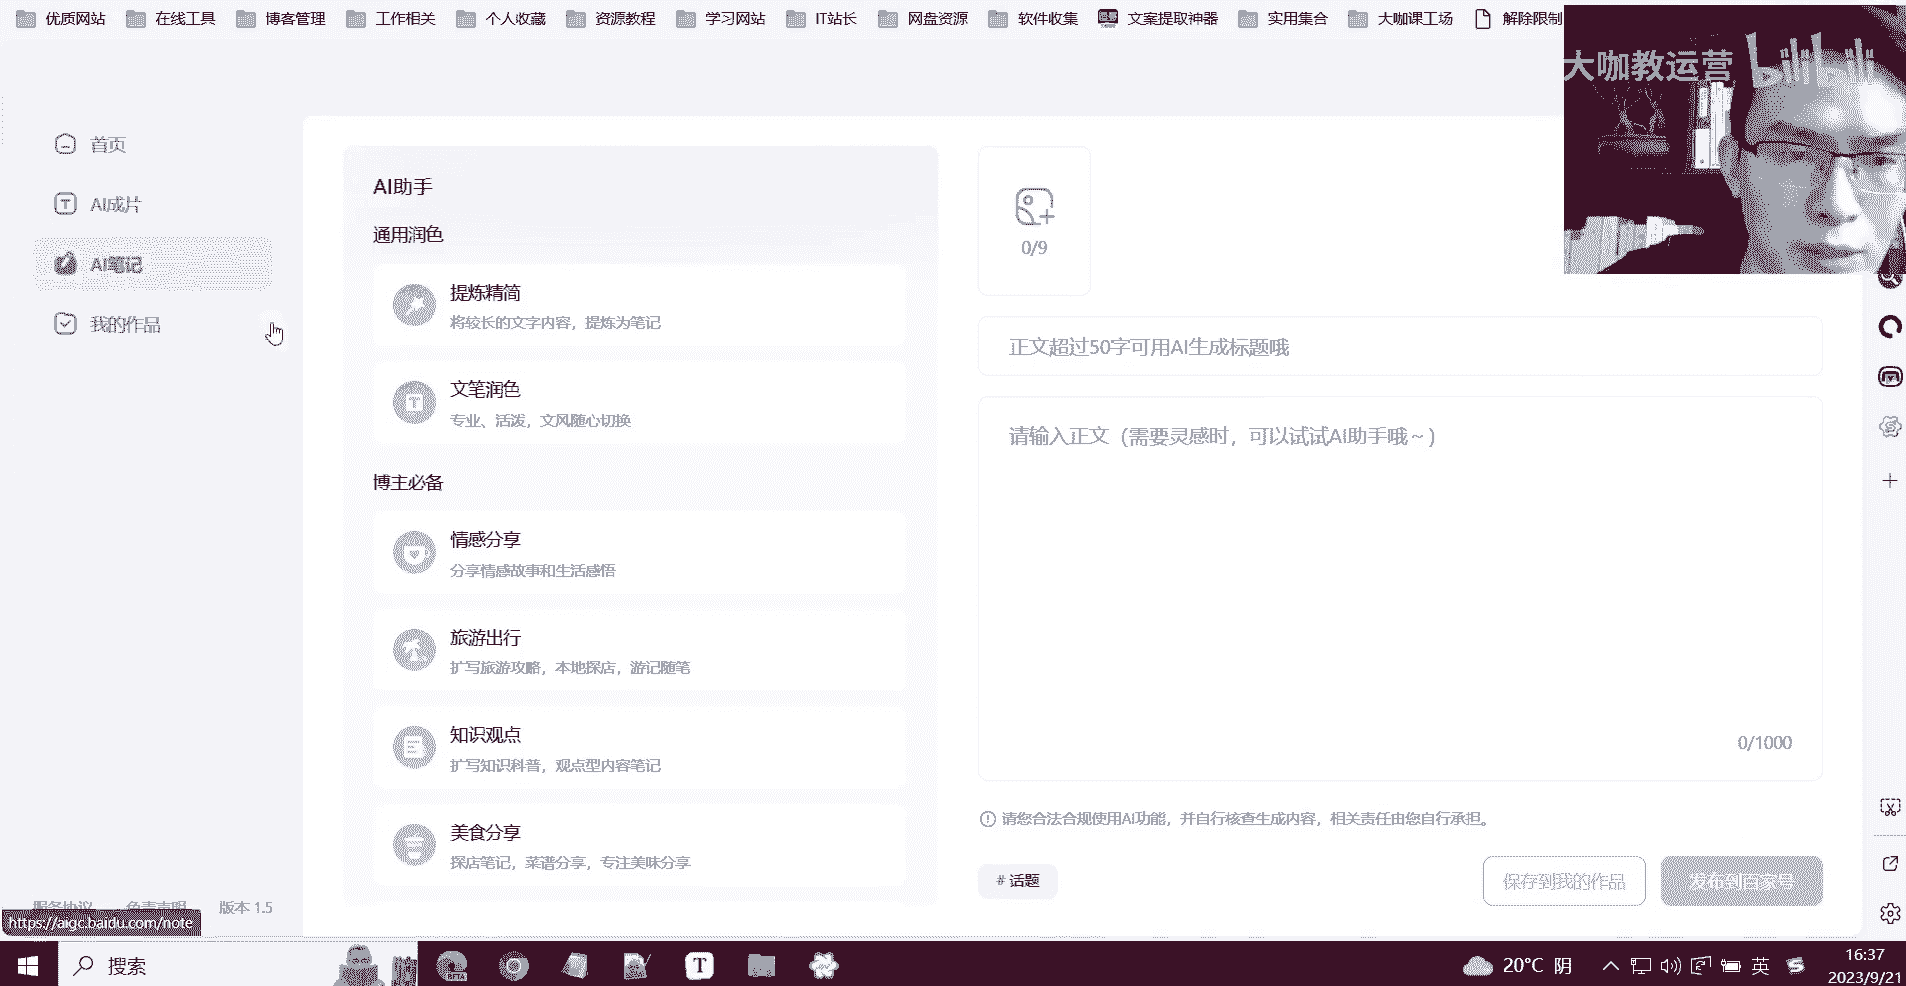 优质网站 在线工具 博客管理 工作相关 个人收藏 资源教程 学习网站 IT站长 网盘资源 软件收集 文案提取神器 实用集合 大咖课工场 解除限制
大咖教运营 bilibili
首页
AI成片
AI笔记
我的作品
AI助手
通用润色
提炼精简
将较长的文字内容，提炼为笔记
文笔润色
专业、活泼，文风随心切换
博主必备
情感分享
分享情感故事和生活感悟
旅游出行
扩写旅游攻略，本地探店，游记随笔
知识观点
扩写知识科普，观点型内容笔记
美食分享
探店笔记，菜谱分享，专注美味分享
0/9
正文超过50字可用AI生成标题哦
请输入正文（需要灵感时，可以试试AI助手哦～）
0/1000
请您合法合规使用AI功能，并自行核查生成内容，相关责任由您自行承担。
# 话题
保存到我的作品
发布到百家号
服务协议 免责声明 版本 1.5
https://aigc.baidu.com/note
搜索
BETA
T
20°C 阴
英
16:37
2023/9/21